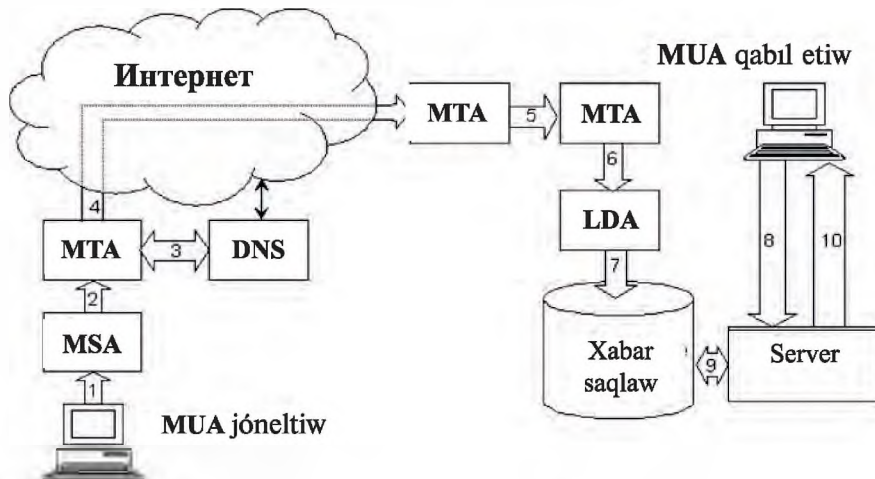 Интернет
MUA qabıl etiw
MTA
5
MTA
6
4
LDA
8
10
MTA
3
DNS
7
2
MSA
Xabar
saqlaw
9
Server
1
MUA jóneltiw